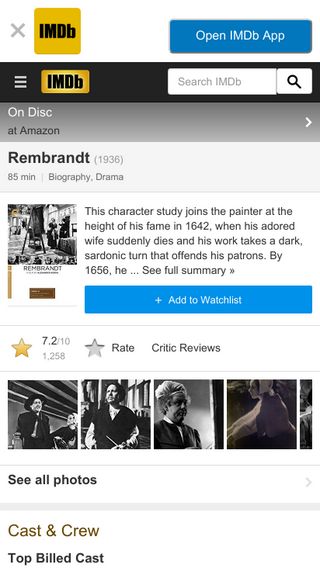 IMDb
Open IMDb App
IMDb
Search IMDb
On Disc
at Amazon
Rembrandt (1936)
85 min | Biography, Drama
REMBRANDT
This character study joins the painter at the
height of his fame in 1642, when his adored
wife suddenly dies and his work takes a dark,
sardonic turn that offends his patrons. By
1656, he ... See full summary »
+ Add to Watchlist
7.2/10
1,258
Rate
Critic Reviews
See all photos
Cast & Crew
Top Billed Cast